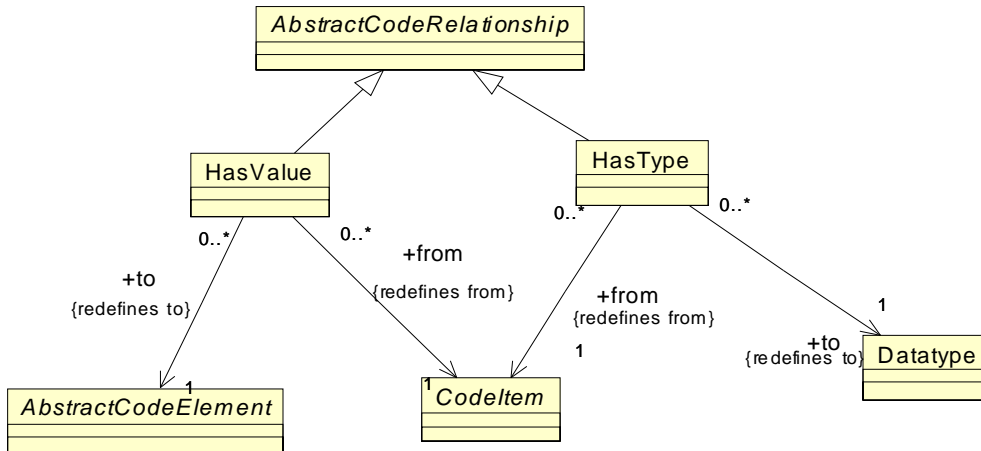 AbstractCodeRelationship
HasValue
HasType
0..*
0..*
0..*
0..*
+to
{redefines to}
+from
{redefines from}
+from
{redefines from}
1
1
+to
{redefines to}
1
AbstractCodeElement
1
CodeItem
Datatype